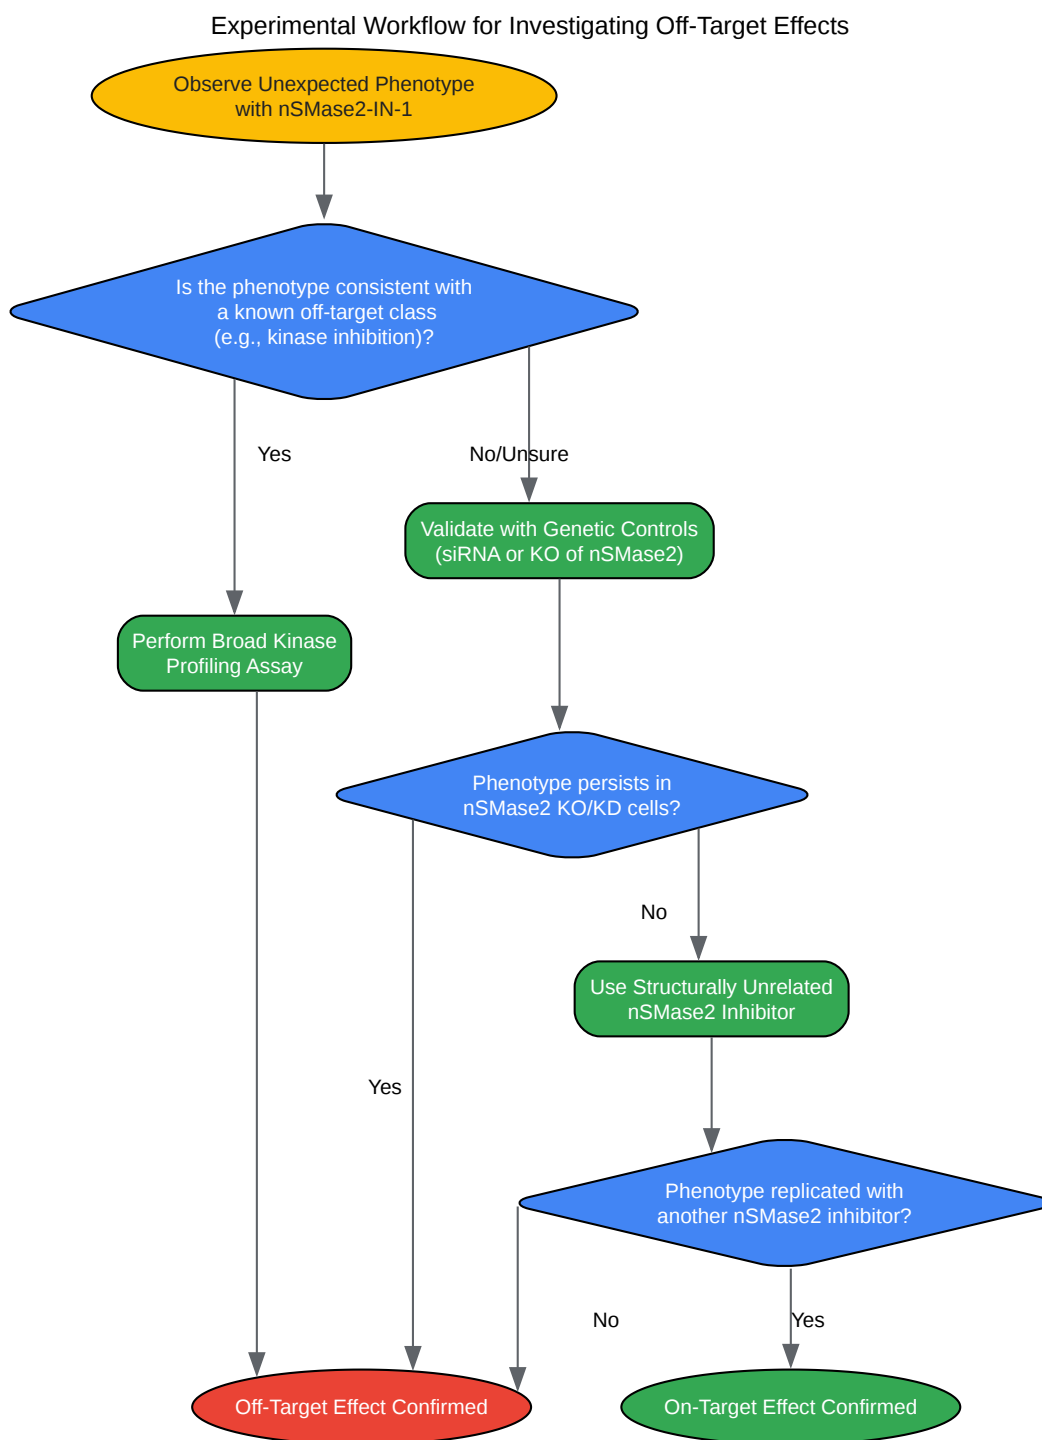 Experimental Workflow for Investigating Off-Target Effects
Observe Unexpected Phenotype
with nSMase2-IN-1
Is the phenotype consistent with
a known off-target class
(e.g., kinase inhibition)?
Yes
No/Unsure
Validate with Genetic Controls
(siRNA or KO of nSMase2)
Perform Broad Kinase
Profiling Assay
Phenotype persists in
nSMase2 KO/KD cells?
No
Use Structurally Unrelated
nSMase2 Inhibitor
Yes
Phenotype replicated with
another nSMase2 inhibitor?
No
Yes
Off-Target Effect Confirmed
On-Target Effect Confirmed